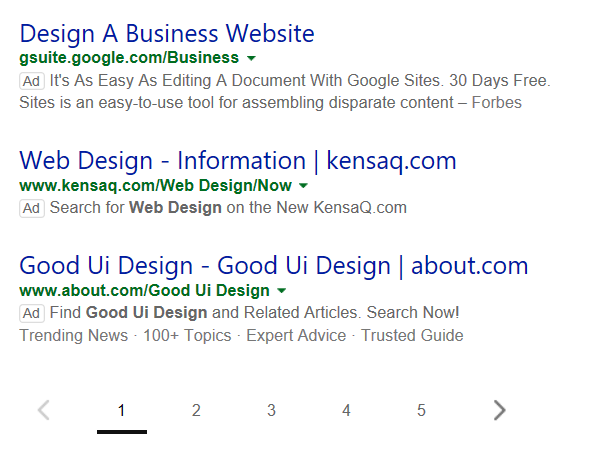 Design A Business Website
gsuite.google.com/Business
Ad It's As Easy As Editing A Document With Google Sites. 30 Days Free.
Sites is an easy-to-use tool for assembling disparate content – Forbes
Web Design - Information | kensaq.com
www.kensaq.com/Web Design/Now
Ad Search for Web Design on the New KensaQ.com
Good Ui Design - Good Ui Design | about.com
www.about.com/Good Ui Design
Ad Find Good Ui Design and Related Articles. Search Now!
Trending News · 100+ Topics · Expert Advice · Trusted Guide
1 2 3 4 5